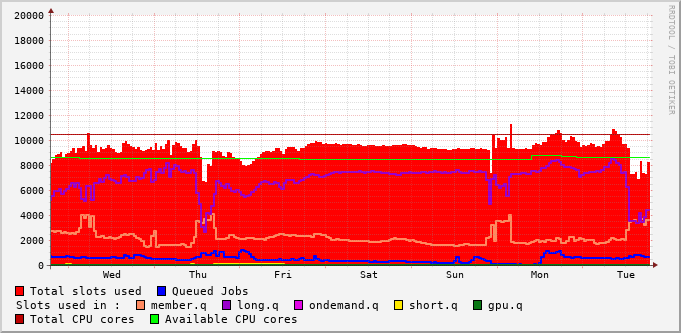 RRDTOOL / TOBI OETIKER
20000
18000
16000
14000
12000
10000
8000
6000
4000
2000
0
Wed Thu Fri Sat Sun Mon Tue
Total slots used Queued Jobs
Slots used in : member.q long.q ondemand.q short.q gpu.q
Total CPU cores Available CPU cores